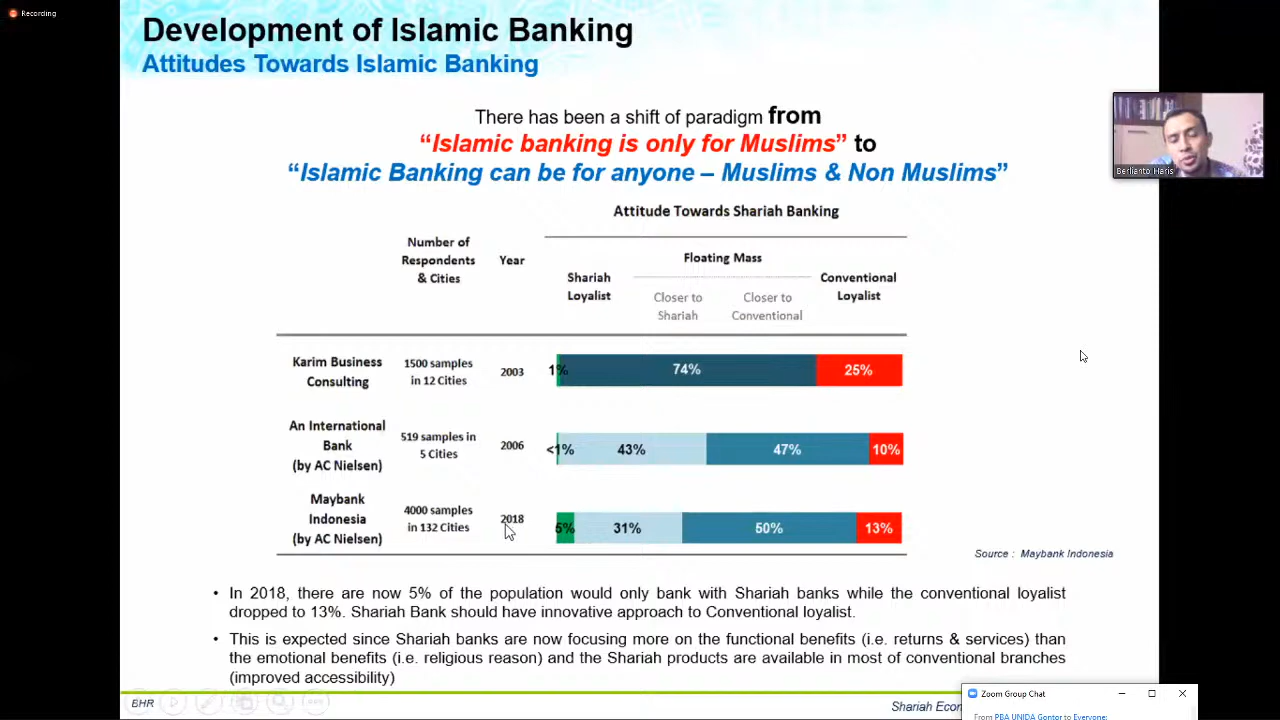 Recording
Development of Islamic Banking
Attitudes Towards Islamic Banking
There has been a shift of paradigm from
“Islamic banking is only for Muslims” to
“Islamic Banking can be for anyone – Muslims & Non Muslims”
Berlianto Haris
Attitude Towards Shariah Banking
Number of
Respondents
& Cities
Year
Shariah
Loyalist
Floating Mass
Closer to
Shariah
Closer to
Conventional
Conventional
Loyalist
Karim Business
Consulting
1500 samples
in 12 Cities
2003
1%
74%
25%
An International
Bank
(by AC Nielsen)
519 samples in
5 Cities
2006
<1%
43%
47%
10%
Maybank
Indonesia
(by AC Nielsen)
4000 samples
in 132 Cities
2018
5%
31%
50%
13%
Source : Maybank Indonesia
• In 2018, there are now 5% of the population would only bank with Shariah banks while the conventional loyalist
dropped to 13%. Shariah Bank should have innovative approach to Conventional loyalist.
• This is expected since Shariah banks are now focusing more on the functional benefits (i.e. returns & services) than
the emotional benefits (i.e. religious reason) and the Shariah products are available in most of conventional branches
(improved accessibility)
BHR
Shariah Econ
Zoom Group Chat
From PBA UNIDA Gontor to Everyone: